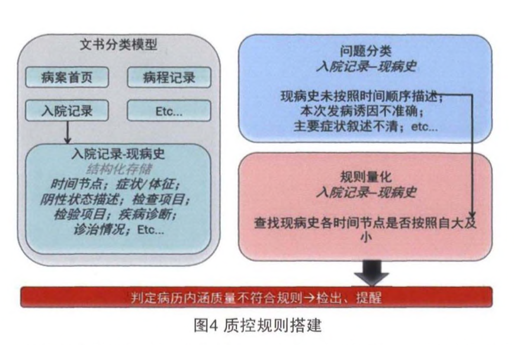 文书分类模型
病案首页
病程记录
入院记录
Etc...
入院记录-现病史
结构化存储
时间节点；症状/体征；
阴性状态描述；检查项目；
检验项目；疾病诊断；
诊治情况；Etc...
问题分类
入院记录–现病史
现病史未按照时间顺序描述；
本次发病诱因不准确；
主要症状叙述不清；etc...
规则量化
入院记录–现病史
查找现病史各时间节点是否按照自大及
小
判定病历内涵质量不符合规则→检出、提醒
图4 质控规则搭建